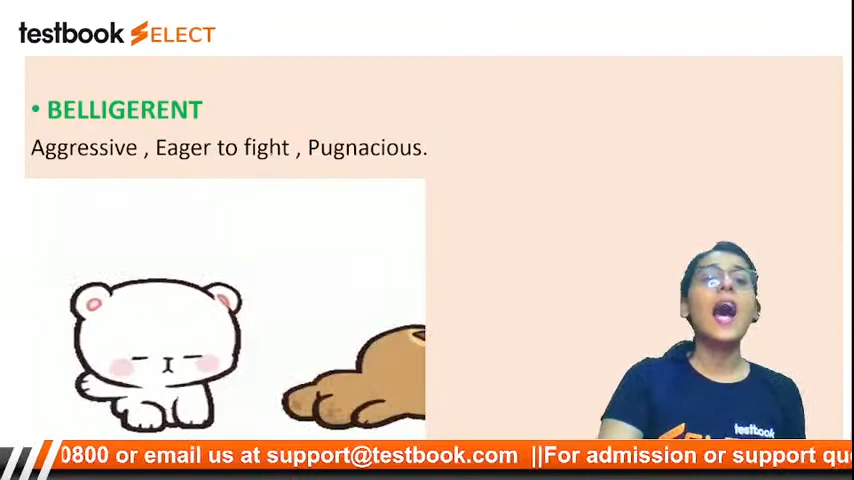 testbook SELECT
• BELLIGERENT
Aggressive , Eager to fight , Pugnacious.
testbook
0800 or email us at support@testbook.com ||For admission or support